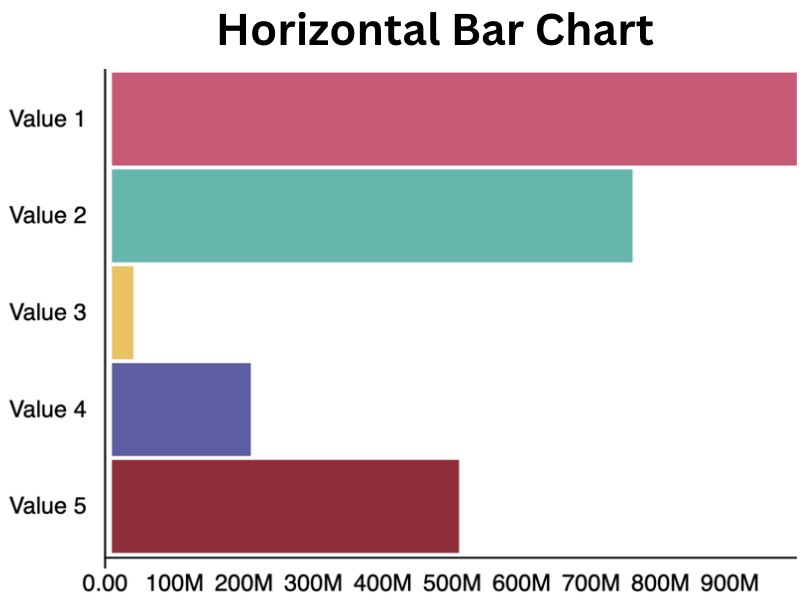 Horizontal Bar Chart
Value 1
Value 2
Value 3
Value 4
Value 5
0.00 100M 200M 300M 400M 500M 600M 700M 800M 900M